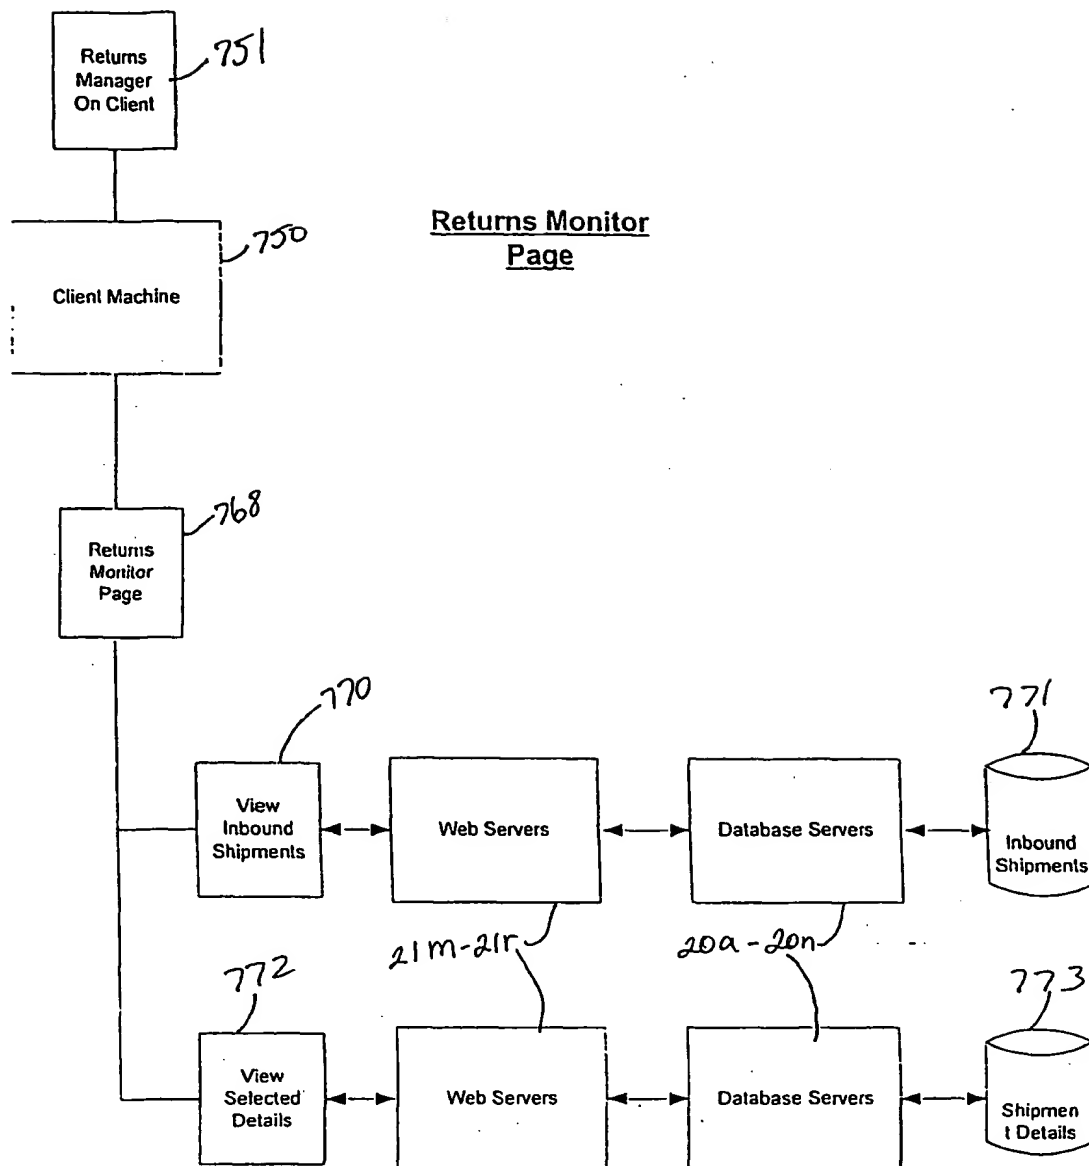 Returns
Manager
On Client
751
Returns Monitor
Page
750
Client Machine
768
Returns
Monitor
Page
770
771
View
Inbound
Shipments
Web Servers
Database Servers
Inbound
Shipments
21m-21r
20a-20n
772
773
View
Selected
Details
Web Servers
Database Servers
Shipmen
t Details